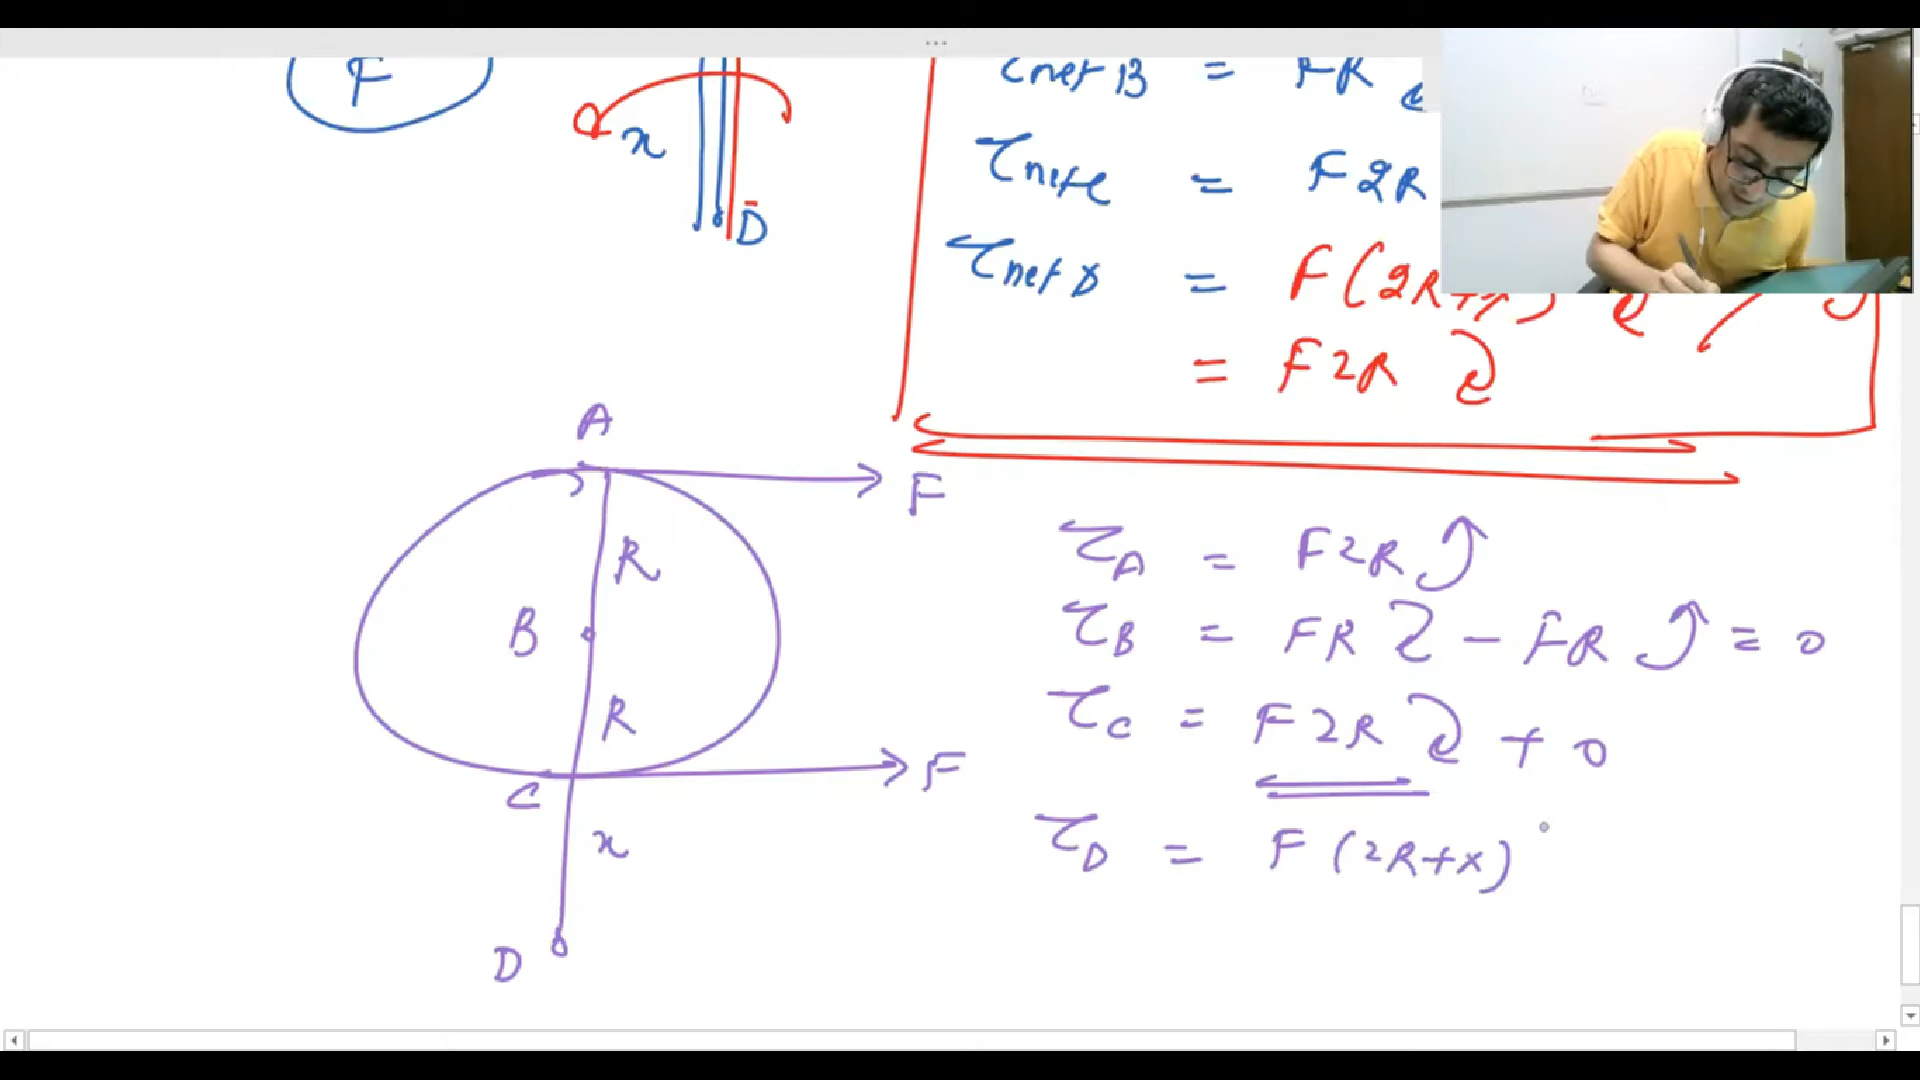 F
x
D
τnet B = FR
τnet C = F2R
τnet D = F(2R+x)
= F2R
A
F
R
B
R
C
F
x
D
τA = F2R
τB = FR - FR = 0
τC = F2R + 0
τD = F(2R+x)